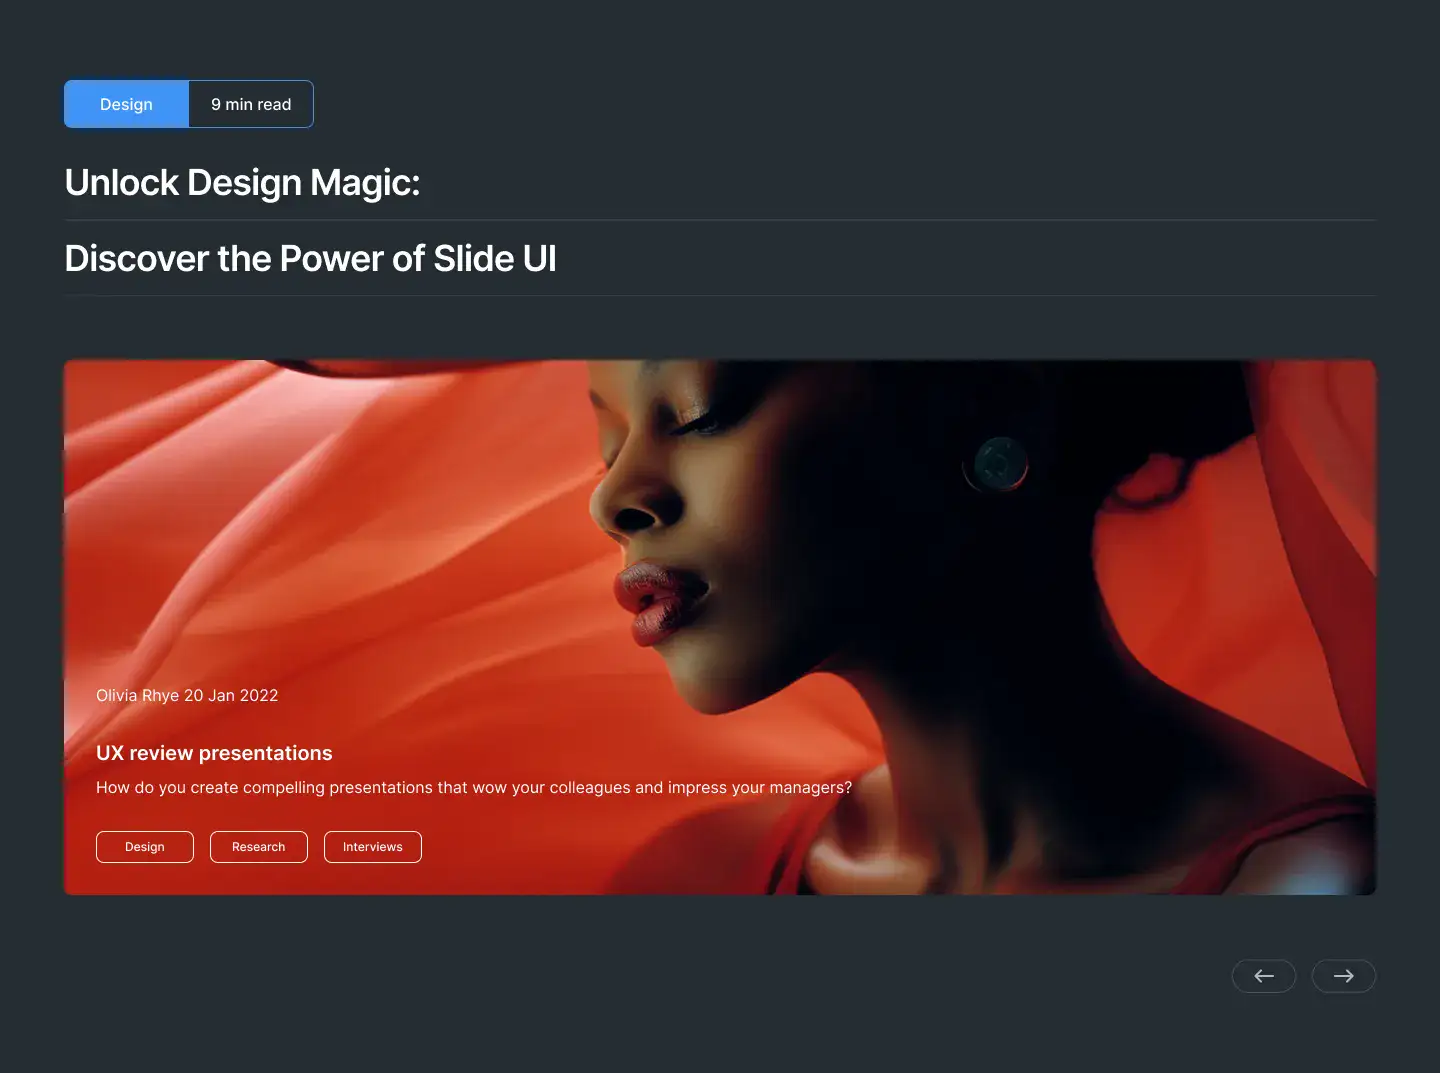 Design
9 min read
Unlock Design Magic:
Discover the Power of Slide UI
Olivia Rhye 20 Jan 2022
UX review presentations
How do you create compelling presentations that wow your colleagues and impress your managers?
Design
Research
Interviews